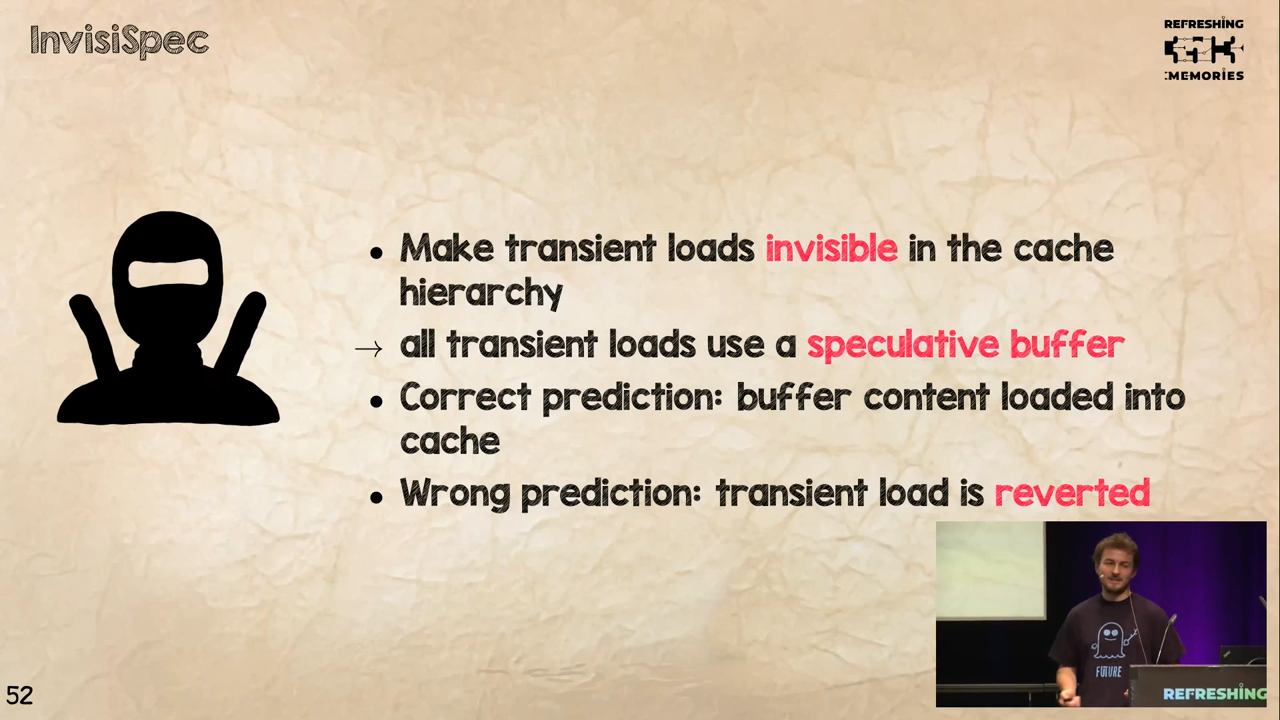 InvisiSpec
REFRESHING
:MEMORIES
• Make transient loads invisible in the cache
hierarchy
→ all transient loads use a speculative buffer
• Correct prediction: buffer content loaded into
cache
• Wrong prediction: transient load is reverted
FUTURE
REFRESHING
52